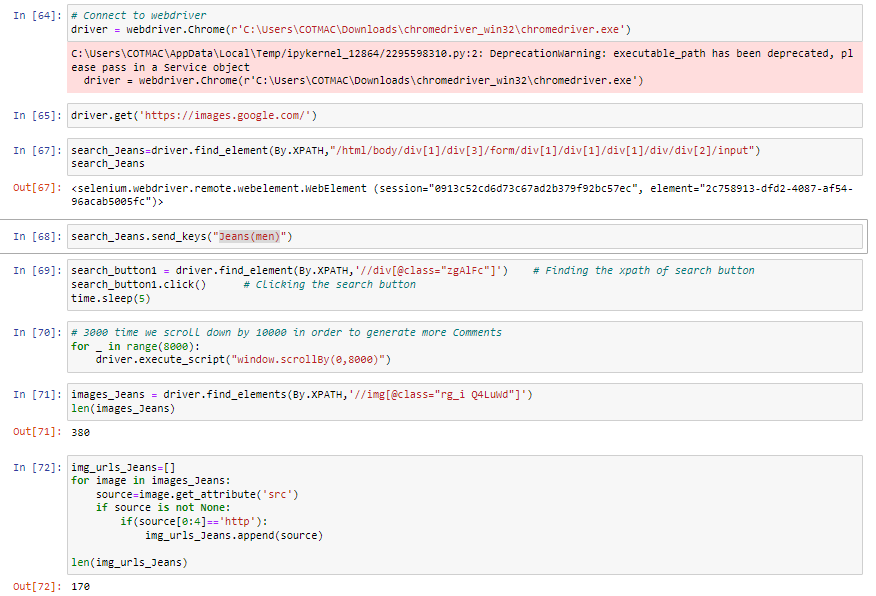 In [64]: # Connect to webdriver
driver = webdriver.Chrome(r'C:\Users\COTMAC\Downloads\chromedriver_win32\chromedriver.exe')
C:\Users\COTMAC\AppData\Local\Temp/ipykernel_12864/2295598310.py:2: DeprecationWarning: executable_path has been deprecated, pl
ease pass in a Service object
  driver = webdriver.Chrome(r'C:\Users\COTMAC\Downloads\chromedriver_win32\chromedriver.exe')
In [65]: driver.get('https://images.google.com/')
In [67]: search_Jeans=driver.find_element(By.XPATH,"/html/body/div[1]/div[3]/form/div[1]/div[1]/div[1]/div/div[2]/input")
search_Jeans
Out[67]: <selenium.webdriver.remote.webelement.WebElement (session="0913c52cd6d73c67ad2b379f92bc57ec", element="2c758913-dfd2-4087-af54-
96acab5005fc")>
In [68]: search_Jeans.send_keys("Jeans(men)")
In [69]: search_button1 = driver.find_element(By.XPATH,'//div[@class="zgAlFc"]')    # Finding the xpath of search button
search_button1.click()      # Clicking the search button
time.sleep(5)
In [70]: # 3000 time we scroll down by 10000 in order to generate more Comments
for _ in range(8000):
    driver.execute_script("window.scrollBy(0,8000)")
In [71]: images_Jeans = driver.find_elements(By.XPATH,'//img[@class="rg_i Q4LuWd"]')
len(images_Jeans)
Out[71]: 380
In [72]: img_urls_Jeans=[]
for image in images_Jeans:
    source=image.get_attribute('src')
    if source is not None:
        if(source[0:4]=='http'):
            img_urls_Jeans.append(source)
len(img_urls_Jeans)
Out[72]: 170